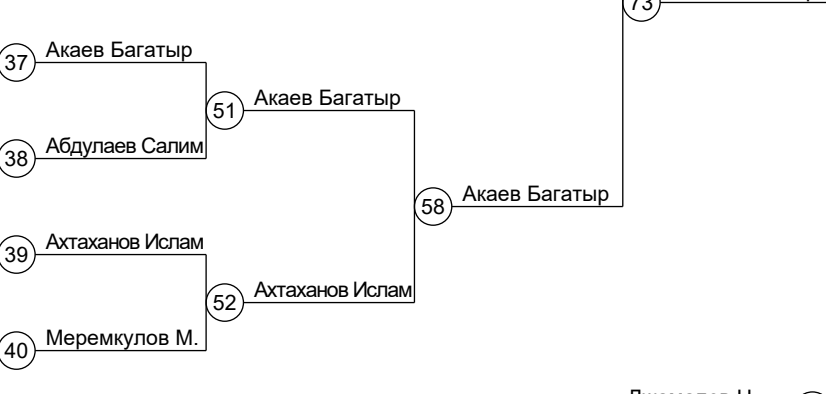 73
37 Акаев Багатыр
51 Акаев Багатыр
38 Абдулаев Салим
58 Акаев Багатыр
39 Ахтаханов Ислам
52 Ахтаханов Ислам
40 Меремкулов М.